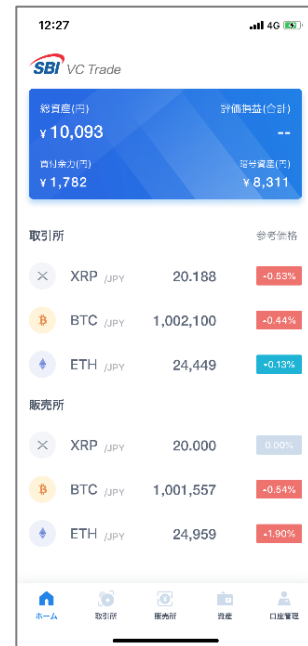 12:27 4G
SBI VC Trade
総資産(円) 評価損益(合計)
¥ 10,093 --
買付余力(円) 暗号資産(円)
¥ 1,782 ¥ 8,311
取引所 参考価格
XRP /JPY 20.188 -0.53%
BTC /JPY 1,002,100 -0.44%
ETH /JPY 24,449 -0.13%
販売所
XRP /JPY 20.000 0.00%
BTC /JPY 1,001,557 -0.54%
ETH /JPY 24,959 -1.90%
ホーム 取引所 販売所 資産 口座管理